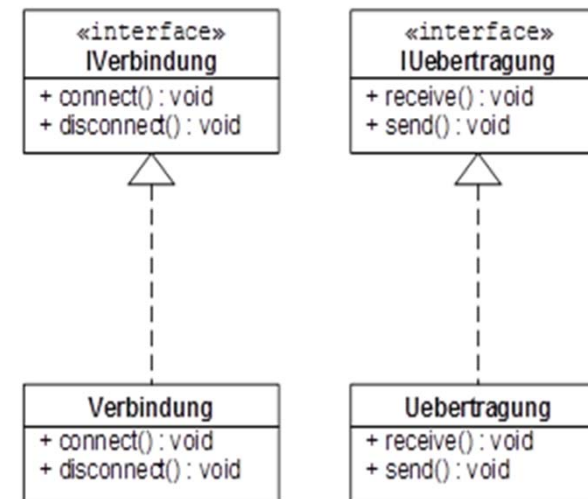 «interface»
IVerbindung
+ connect() : void
+ disconnect() : void
«interface»
IUebertragung
+ receive() : void
+ send() : void
Verbindung
+ connect() : void
+ disconnect() : void
Uebertragung
+ receive() : void
+ send() : void